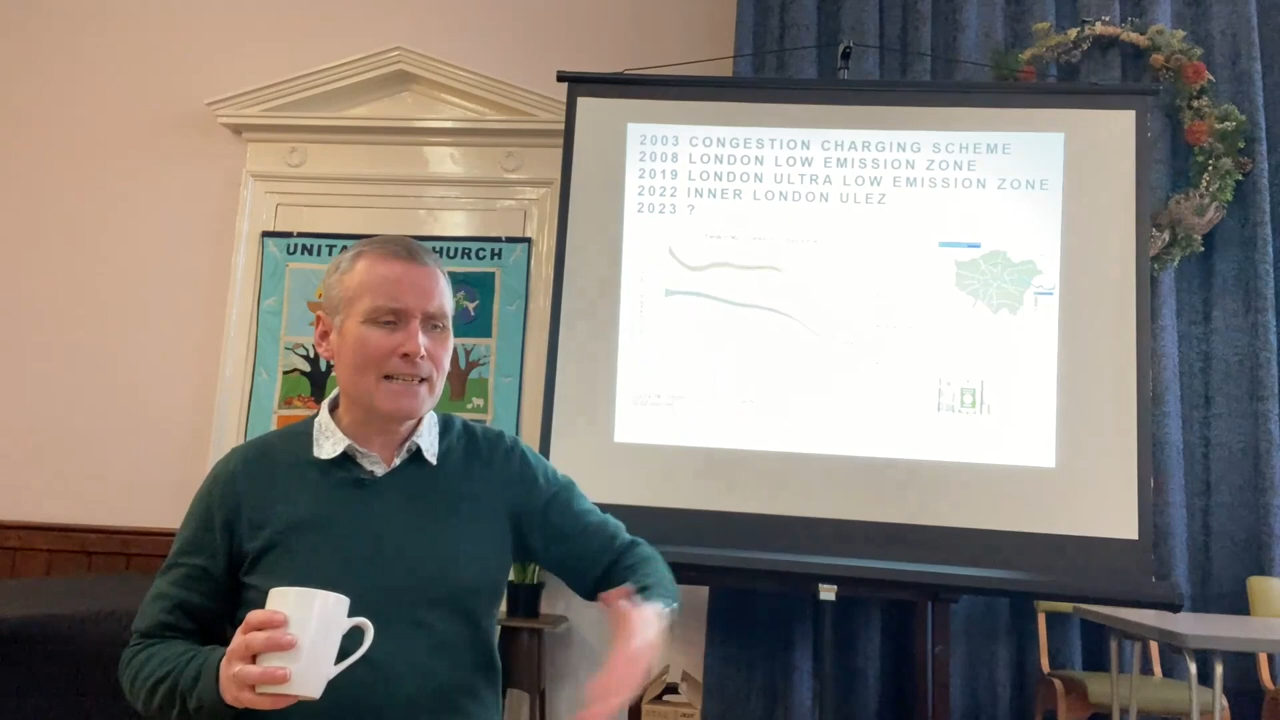 2003 CONGESTION CHARGING SCHEME
2008 LONDON LOW EMISSION ZONE
2019 LONDON ULTRA LOW EMISSION ZONE
2022 INNER LONDON ULEZ
2023 ?
UNITA HURCH